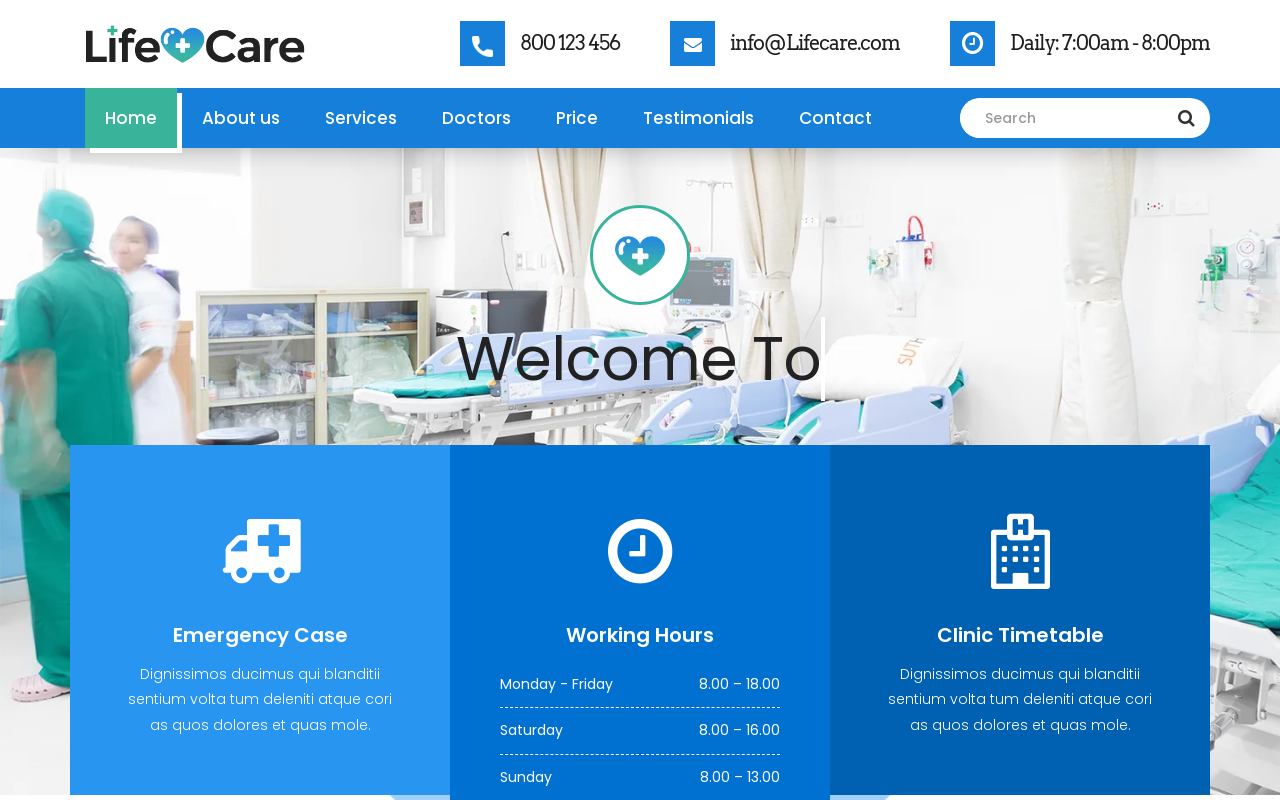 Life Care
800 123 456
info@Lifecare.com
Daily: 7:00am - 8:00pm
Home
About us
Services
Doctors
Price
Testimonials
Contact
Search
Welcome To
Emergency Case
Dignissimos ducimus qui blanditii
sentium volta tum deleniti atque cori
as quos dolores et quas mole.
Working Hours
Monday - Friday 8.00 – 18.00
Saturday 8.00 – 16.00
Sunday 8.00 – 13.00
H
Clinic Timetable
Dignissimos ducimus qui blanditii
sentium volta tum deleniti atque cori
as quos dolores et quas mole.